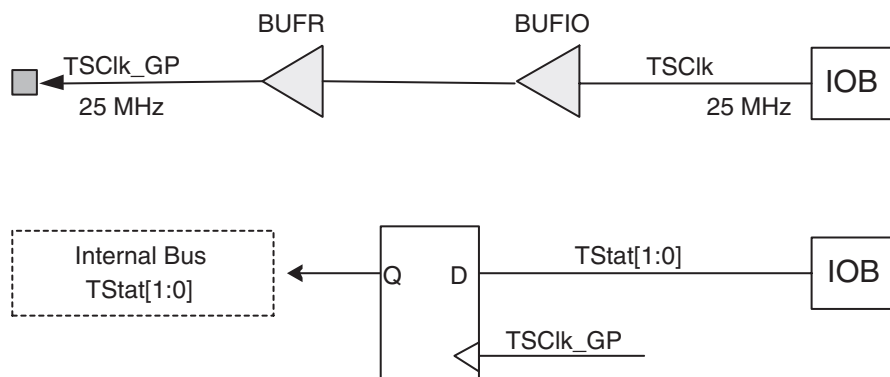 BUFR
BUFIO
TSClk_GP
TSClk
IOB
25 MHz
25 MHz
Internal Bus
TStat[1:0]
Q
D
TStat[1:0]
IOB
TSClk_GP